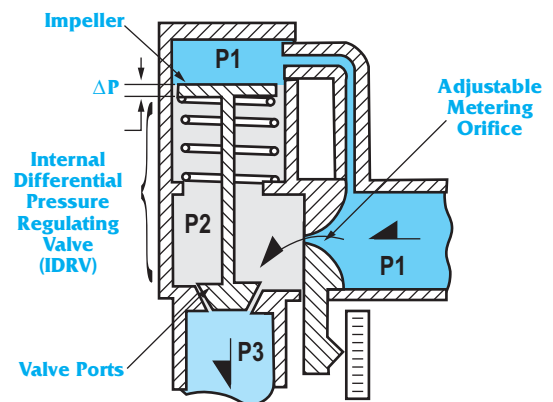 Impeller
P1
ΔP
Adjustable
Metering
Orifice
Internal
Differential
Pressure
Regulating
Valve
(IDRV)
P2
P1
Valve Ports
P3